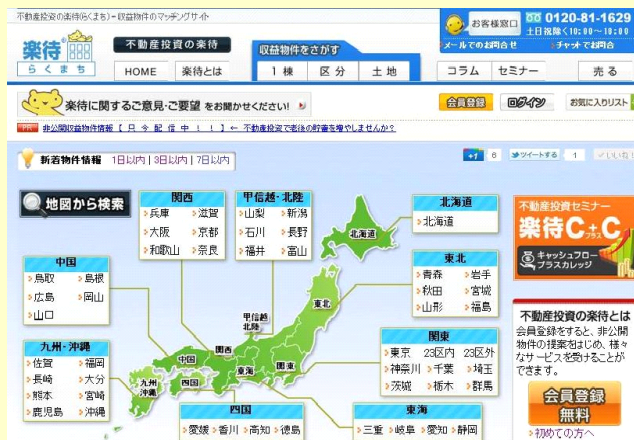 不動産投資の楽待(らくまち)－収益物件のマッチングサイト
お客様窓口 0120-81-1629
土日祝除く10:00～18:00
メールでのお問合せ チャットでお問合
楽待
らくまち
不動産投資の楽待
HOME 楽待とは
収益物件をさがす
1 棟 区 分 土 地
コラム セミナー 売 る
楽待に関するご意見・ご要望 をお聞かせください!
会員登録 ログイン お気に入りリスト
PR 非公開収益物件情報【 只 今 配 信 中 ! ! 】← 不動産投資で老後の貯蓄を増やしませんか?
新着物件情報 1日以内 | 3日以内 | 7日以内
+1 6 ツイートする 1 いいね!
地図から検索
関西
兵庫 滋賀
大阪 京都
和歌山 奈良
甲信越・北陸
山梨 新潟
石川 長野
福井 富山
北海道
北海道
東北
青森 岩手
秋田 宮城
山形 福島
中国
鳥取 島根
広島 岡山
山口
九州・沖縄
佐賀 福岡
長崎 大分
熊本 宮崎
鹿児島 沖縄
関東
東京 23区内 23区外
神奈川 千葉 埼玉
茨城 栃木 群馬
四国
愛媛 香川 高知 徳島
東海
三重 岐阜 愛知 静岡
北海道
東北
甲信越
北陸
関西
中国
東海
関東
九州
沖縄
四国
不動産投資セミナー
楽待C+C
プラス
キャッシュフロー
プラスカレッジ
不動産投資の楽待とは
会員登録をすると、非公開
物件の提案をはじめ、様々
なサービスを受けることが
できます。
会員登録
無料
初めての方へ